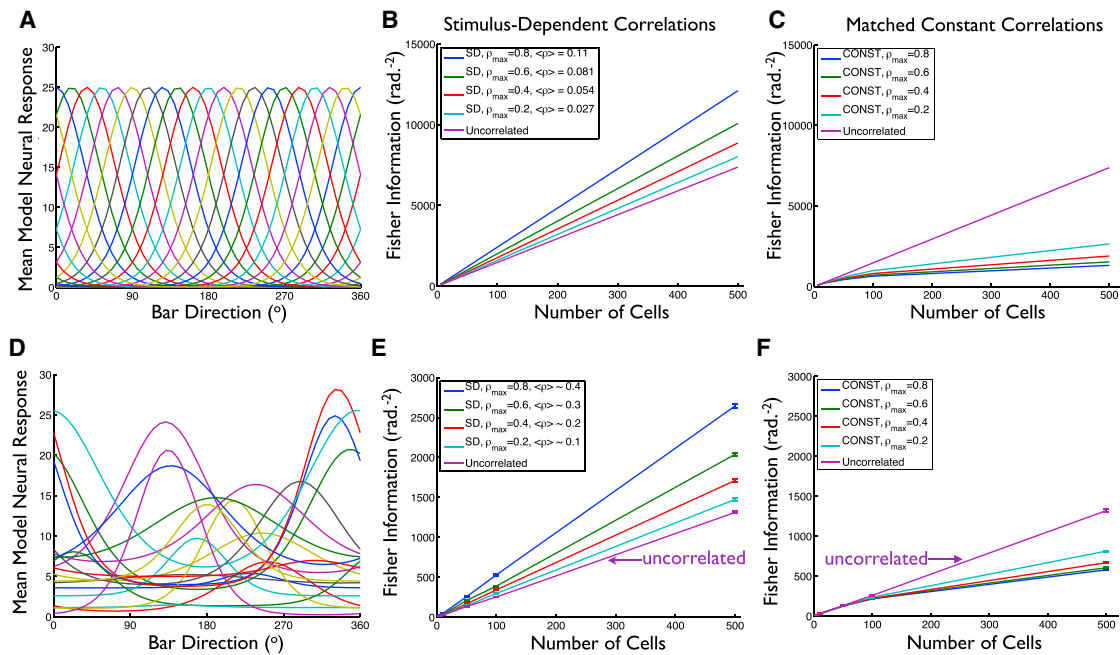 A
B
Stimulus-Dependent Correlations
C
Matched Constant Correlations
Mean Model Neural Response
30
25
20
15
10
5
0
0 90 180 270 360
Bar Direction (o)
Fisher Information (rad.-2)
15000
10000
5000
0
SD, ρmax=0.8, <ρ> = 0.11
SD, ρmax=0.6, <ρ> = 0.081
SD, ρmax=0.4, <ρ> = 0.054
SD, ρmax=0.2, <ρ> = 0.027
Uncorrelated
0 100 200 300 400 500
Number of Cells
Fisher Information (rad.-2)
15000
10000
5000
0
CONST, ρmax=0.8
CONST, ρmax=0.6
CONST, ρmax=0.4
CONST, ρmax=0.2
Uncorrelated
0 100 200 300 400 500
Number of Cells
D
Mean Model Neural Response
30
25
20
15
10
5
0
0 90 180 270 360
Bar Direction (o)
E
Fisher Information (rad.-2)
3000
2500
2000
1500
1000
500
0
SD, ρmax=0.8, <ρ> ~ 0.4
SD, ρmax=0.6, <ρ> ~ 0.3
SD, ρmax=0.4, <ρ> ~ 0.2
SD, ρmax=0.2, <ρ> ~ 0.1
Uncorrelated
uncorrelated
0 100 200 300 400 500
Number of Cells
F
Fisher Information (rad.-2)
3000
2500
2000
1500
1000
500
0
CONST, ρmax=0.8
CONST, ρmax=0.6
CONST, ρmax=0.4
CONST, ρmax=0.2
Uncorrelated
uncorrelated
0 100 200 300 400 500
Number of Cells